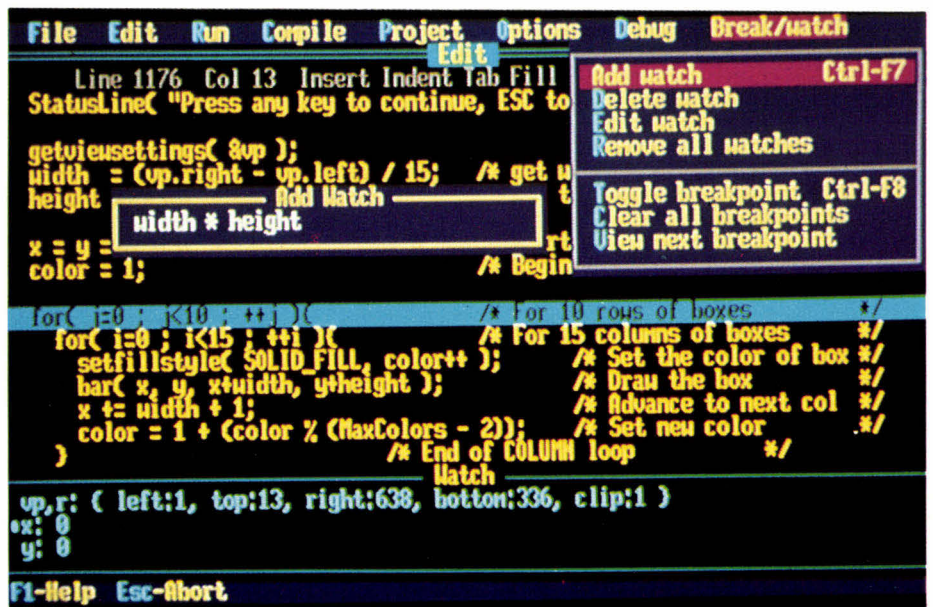 File Edit Run Compile Project Options Debug Break/watch
Edit
Line 1176 Col 13 Insert Indent Tab Fill
StatusLine( "Press any key to continue, ESC to
getviewsettings( &vp );
width = (vp.right - vp.left) / 15; /* get w
height
x = y =
color = 1; /* Begin
Add watch Ctrl-F7
Delete watch
Edit watch
Remove all watches
Toggle breakpoint Ctrl-F8
Clear all breakpoints
View next breakpoint
Add Watch
width * height
for( j=0 ; j<10 ; ++j ){ /* For 10 rows of boxes */
for( i=0 ; i<15 ; ++i ){ /* For 15 columns of boxes */
setfillstyle( SOLID_FILL, color++ ); /* Set the color of box */
bar( x, y, x+width, y+height ); /* Draw the box */
x += width + 1; /* Advance to next col */
color = 1 + (color % (MaxColors - 2)); /* Set new color .*/
} /* End of COLUMN loop */
Watch
vp,r: { left:1, top:13, right:638, bottom:336, clip:1 }
•x: 0
y: 0
F1-Help Esc-Abort